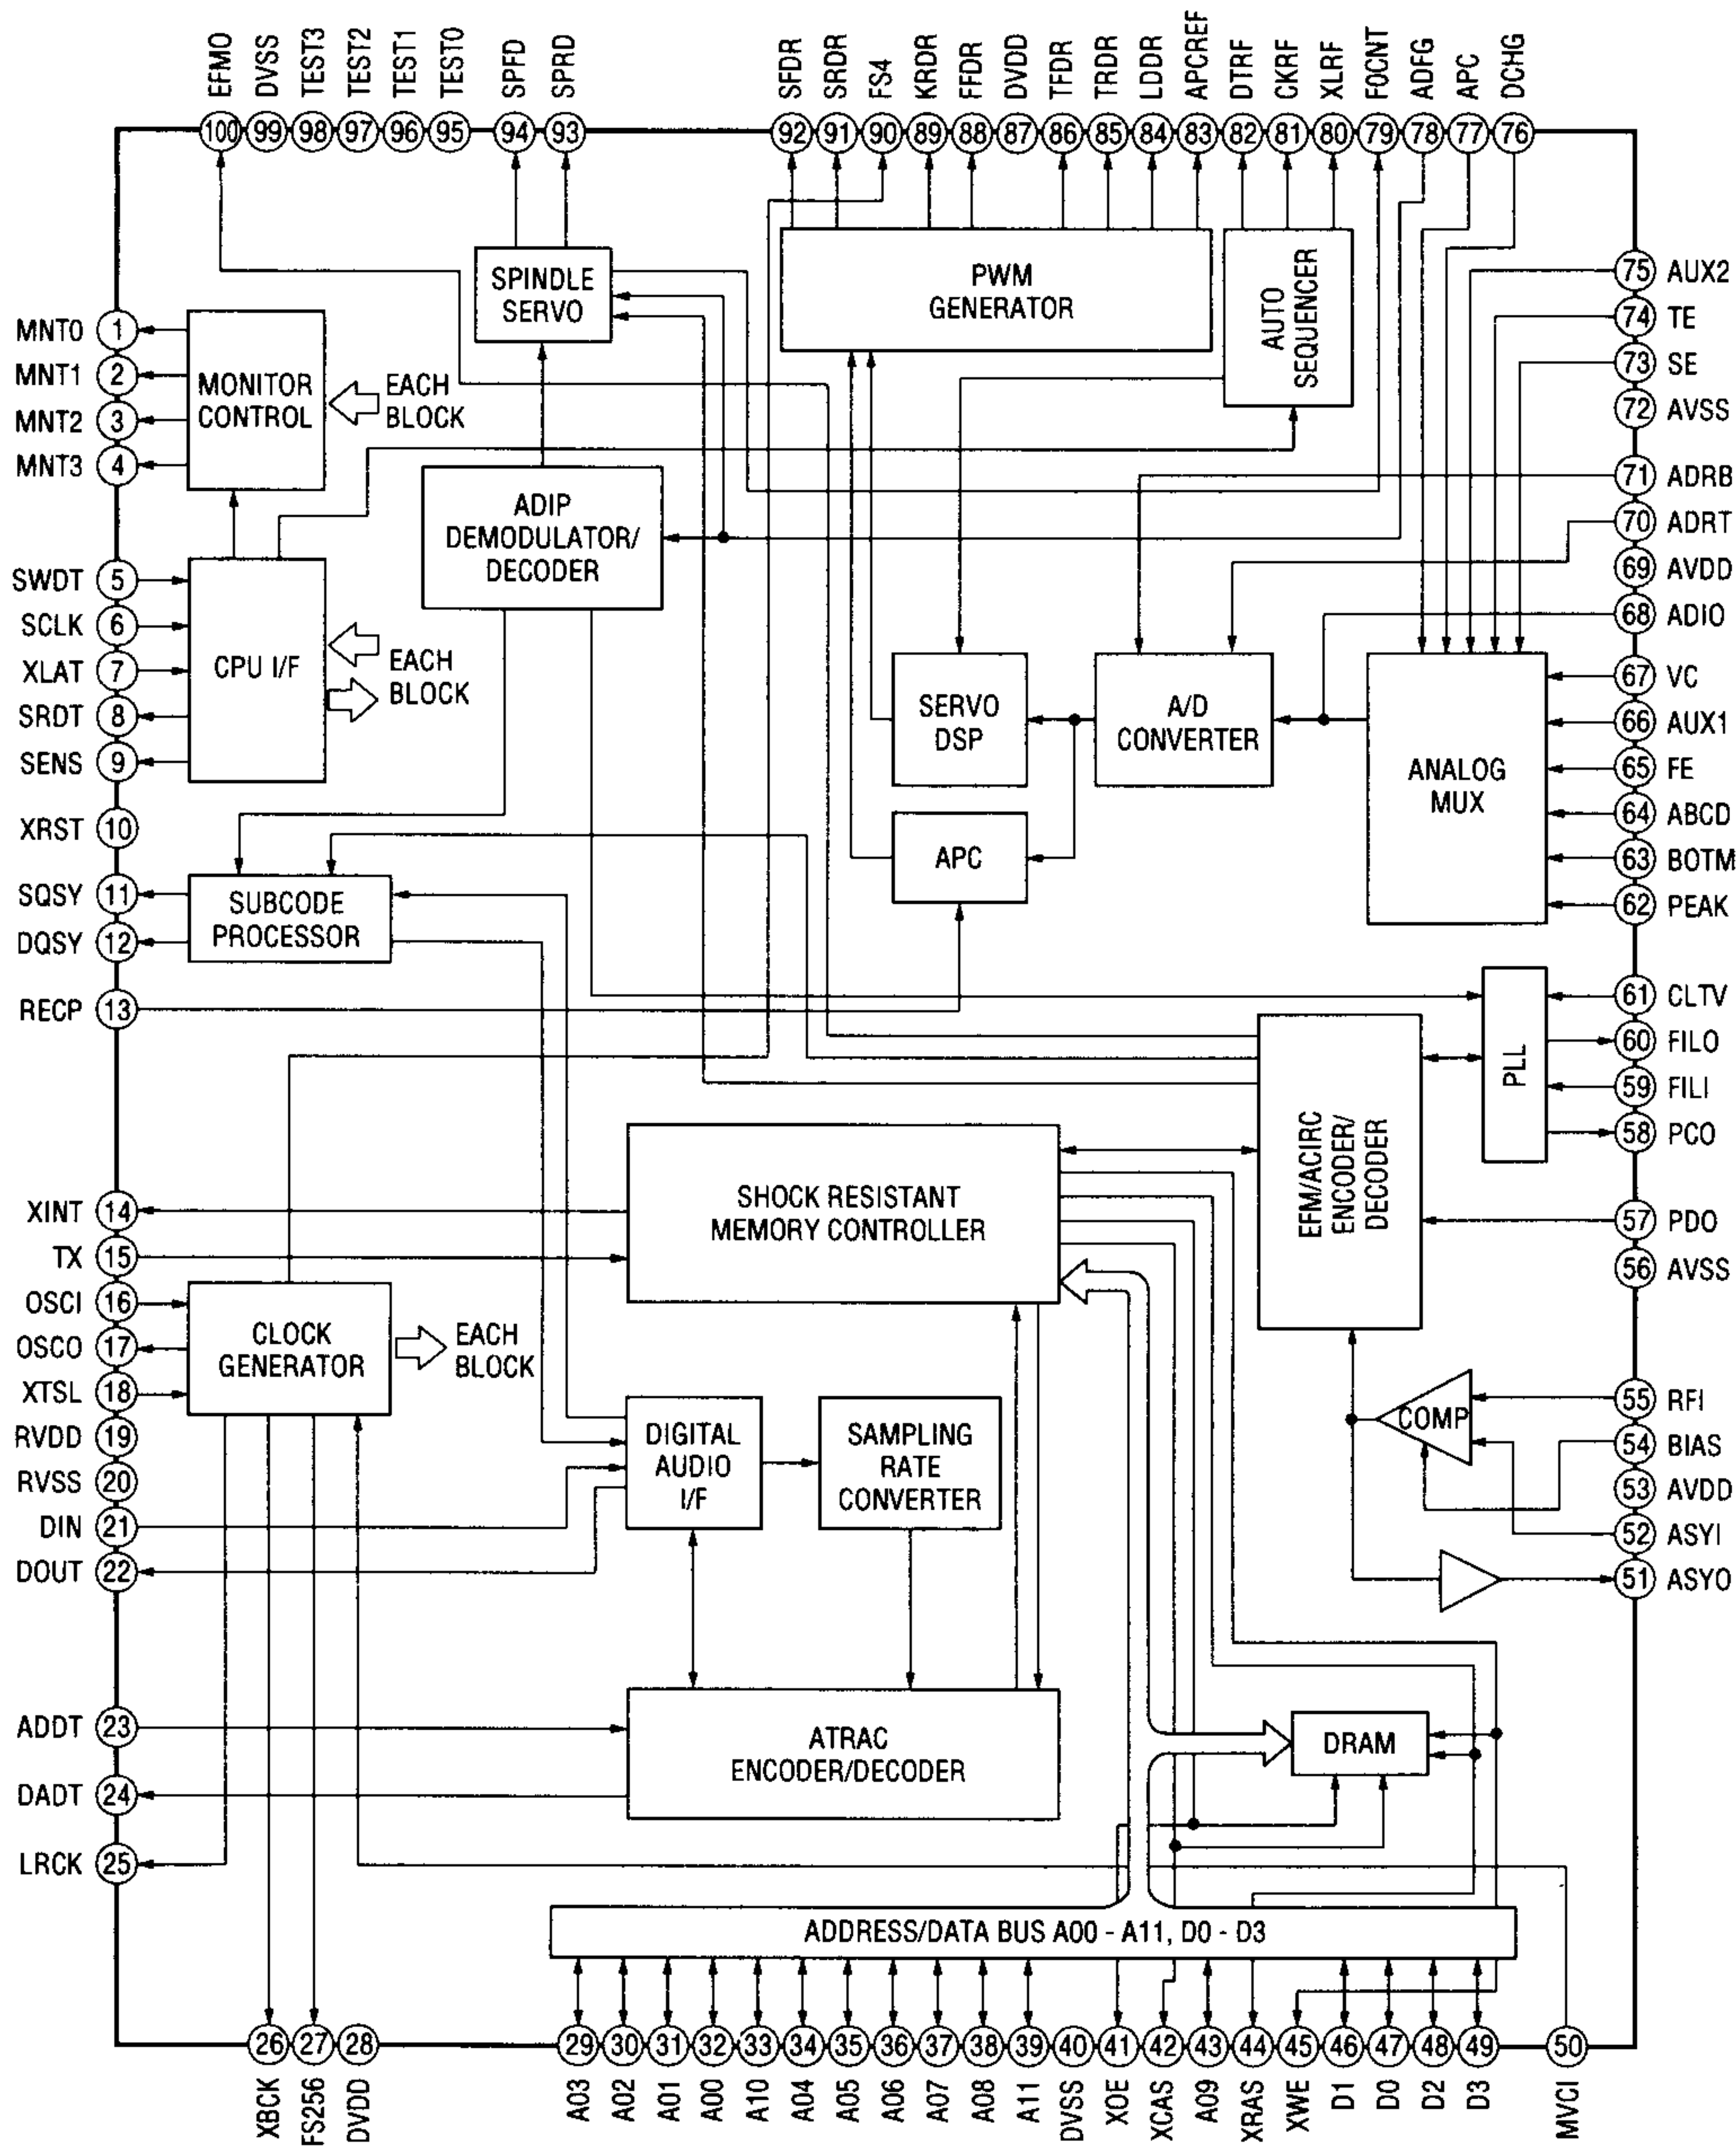 EFMO
DVSS
TEST3
TEST2
TEST1
TEST0
SPFD
SPRD
SFDR
SRDR
FS4
KRDR
FFDR
DVDD
TFDR
TRDR
LDDR
APCREF
DTRF
CKRF
XLRF
FOCNT
ADFG
APC
DCHG
100
99
98
97
96
95
94
93
92
91
90
89
88
87
86
85
84
83
82
81
80
79
78
77
76
MNT0 1
MNT1 2
MNT2 3
MNT3 4
SWDT 5
SCLK 6
XLAT 7
SRDT 8
SENS 9
XRST 10
SQSY 11
DQSY 12
RECP 13
XINT 14
TX 15
OSCI 16
OSCO 17
XTSL 18
RVDD 19
RVSS 20
DIN 21
DOUT 22
ADDT 23
DADT 24
LRCK 25
MONITOR
CONTROL
EACH
BLOCK
CPU I/F
EACH
BLOCK
SPINDLE
SERVO
ADIP
DEMODULATOR/
DECODER
PWM
GENERATOR
AUTO
SEQUENCER
SERVO
DSP
A/D
CONVERTER
ANALOG
MUX
APC
SUBCODE
PROCESSOR
PLL
EFM/ACIRC
ENCODER/
DECODER
SHOCK RESISTANT
MEMORY CONTROLLER
CLOCK
GENERATOR
EACH
BLOCK
COMP
DIGITAL
AUDIO
I/F
SAMPLING
RATE
CONVERTER
ATRAC
ENCODER/DECODER
DRAM
ADDRESS/DATA BUS A00 - A11, D0 - D3
75 AUX2
74 TE
73 SE
72 AVSS
71 ADRB
70 ADRT
69 AVDD
68 ADIO
67 VC
66 AUX1
65 FE
64 ABCD
63 BOTM
62 PEAK
61 CLTV
60 FILO
59 FILI
58 PCO
57 PDO
56 AVSS
55 RFI
54 BIAS
53 AVDD
52 ASYI
51 ASYO
26
27
28
29
30
31
32
33
34
35
36
37
38
39
40
41
42
43
44
45
46
47
48
49
50
XBCK
FS256
DVDD
A03
A02
A01
A00
A10
A04
A05
A06
A07
A08
A11
DVSS
XOE
XCAS
A09
XRAS
XWE
D1
D0
D2
D3
MVCI